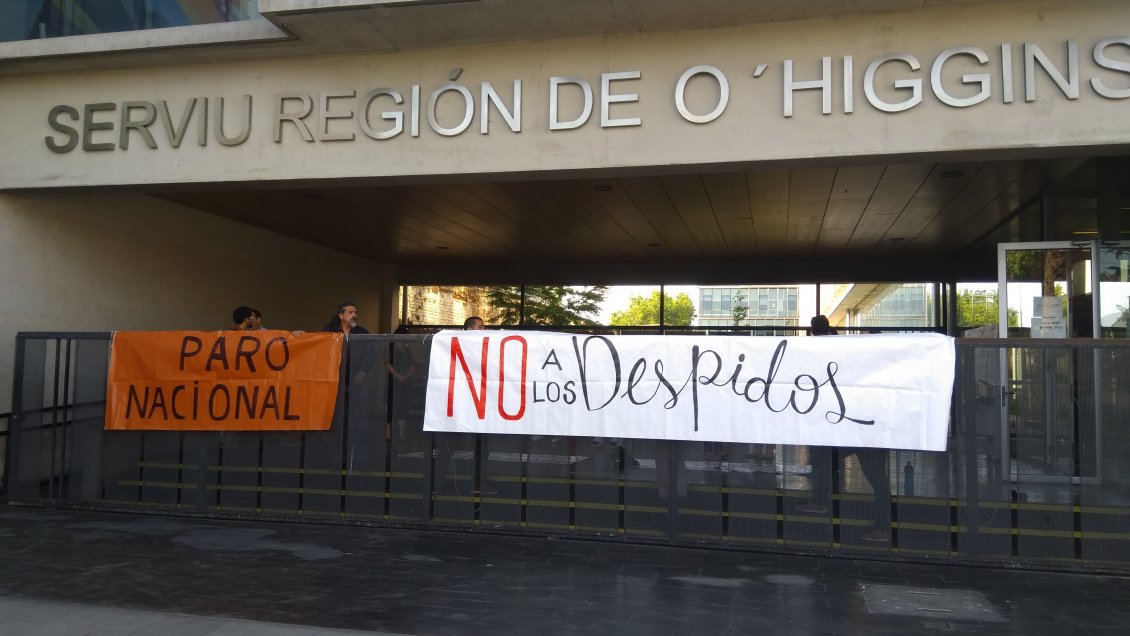 SERVIU REGIÓN DE O´HIGGINS
PARO
NACIONAL
NO A LOS Despidos